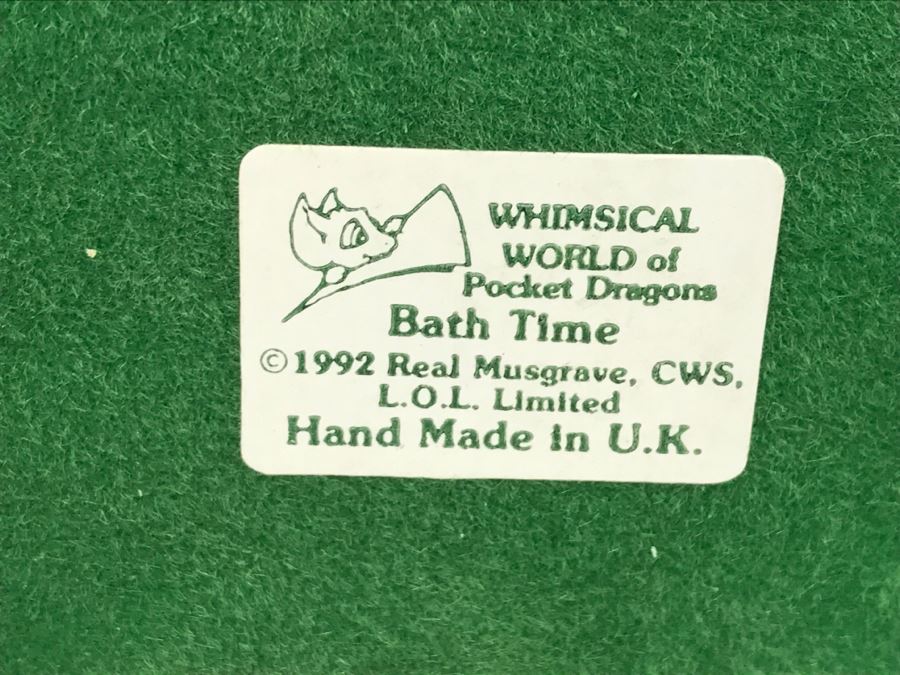 WHIMSICAL
WORLD of
Pocket Dragons
Bath Time
© 1992 Real Musgrave, CWS,
L.O.L. Limited
Hand Made in U.K.